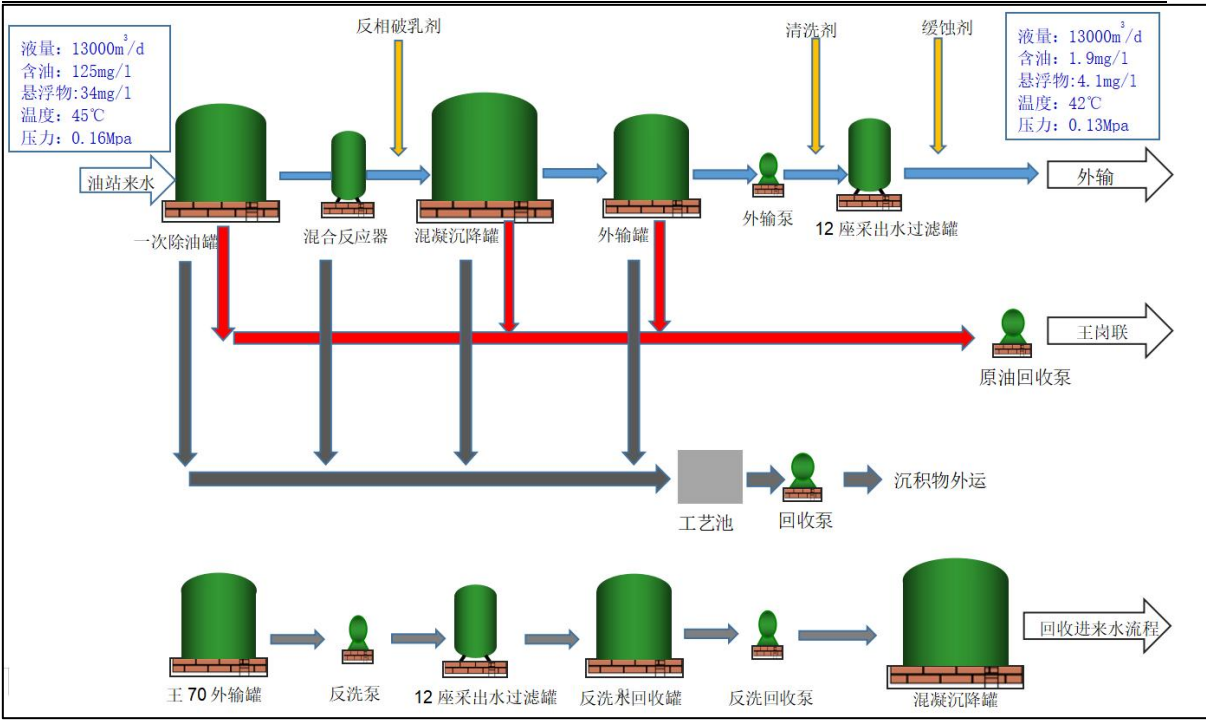 反相破乳剂
清洗剂
缓蚀剂
液量：13000m³/d
含油：125mg/l
悬浮物:34mg/l
温度：45℃
压力：0.16Mpa
液量：13000m³/d
含油：1.9mg/l
悬浮物:4.1mg/l
温度：42℃
压力：0.13Mpa
油站来水
外输
一次除油罐
混合反应器
混凝沉降罐
外输罐
外输泵
12 座采出水过滤罐
王岗联
原油回收泵
沉积物外运
工艺池
回收泵
回收进来水流程
王 70 外输罐
反洗泵
12 座采出水过滤罐
反洗水回收罐
反洗回收泵
混凝沉降罐